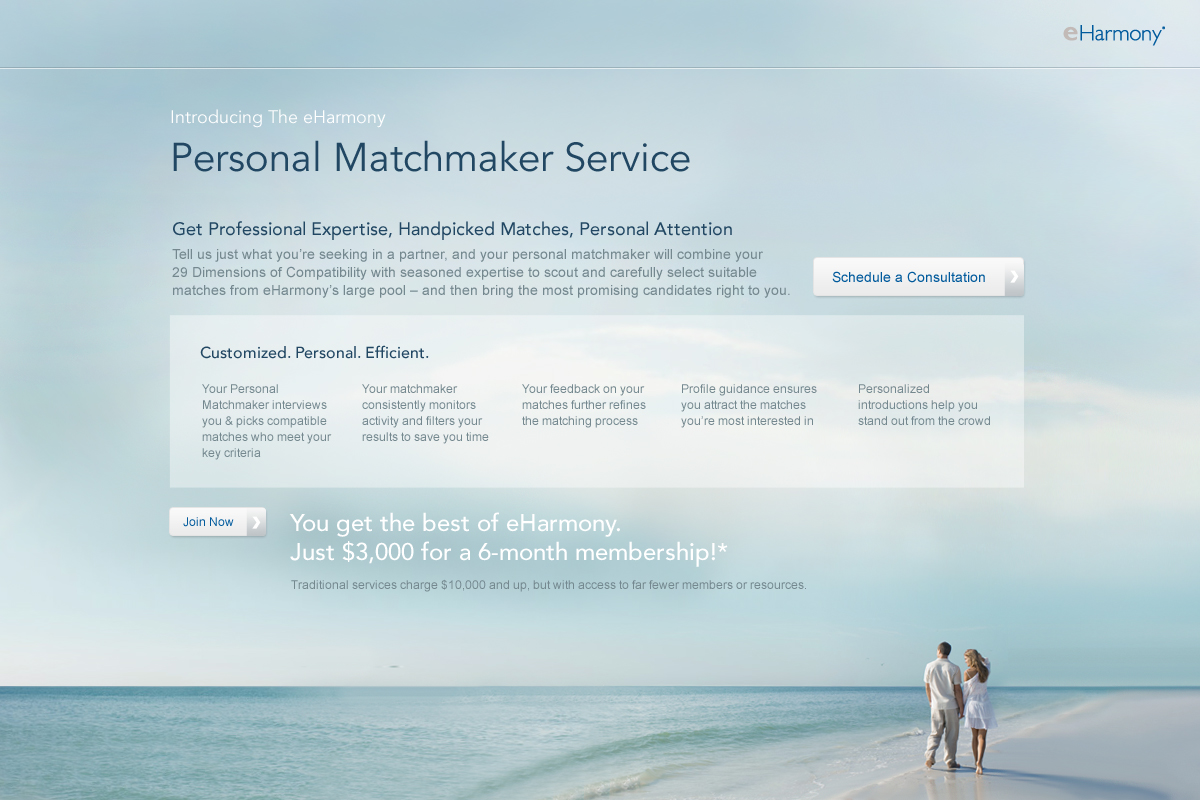 eHarmony
Introducing The eHarmony
Personal Matchmaker Service
Get Professional Expertise, Handpicked Matches, Personal Attention
Tell us just what you're seeking in a partner, and your personal matchmaker will combine your
29 Dimensions of Compatibility with seasoned expertise to scout and carefully select suitable
matches from eHarmony's large pool – and then bring the most promising candidates right to you.
Schedule a Consultation
Customized. Personal. Efficient.
Your Personal
Matchmaker interviews
you & picks compatible
matches who meet your
key criteria
Your matchmaker
consistently monitors
activity and filters your
results to save you time
Your feedback on your
matches further refines
the matching process
Profile guidance ensures
you attract the matches
you're most interested in
Personalized
introductions help you
stand out from the crowd
Join Now
You get the best of eHarmony.
Just $3,000 for a 6-month membership!*
Traditional services charge $10,000 and up, but with access to far fewer members or resources.